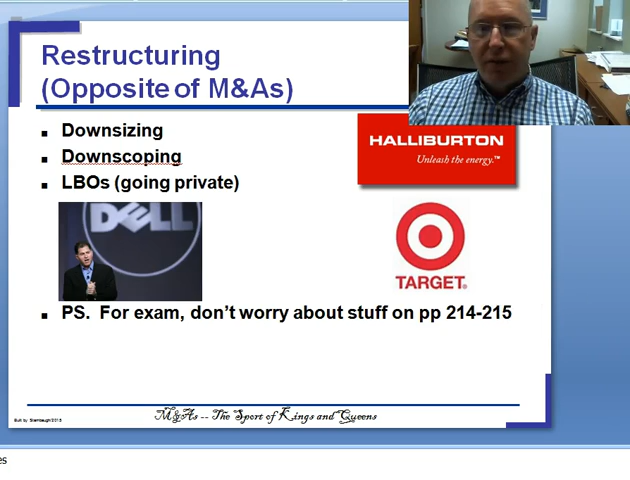 Restructuring
(Opposite of M&As)
Downsizing
Downscoping
LBOs (going private)
HALLIBURTON
Unleash the energy.™
DELL
TARGET
PS. For exam, don't worry about stuff on pp 214-215
M&As -- The Sport of Kings and Queens
es